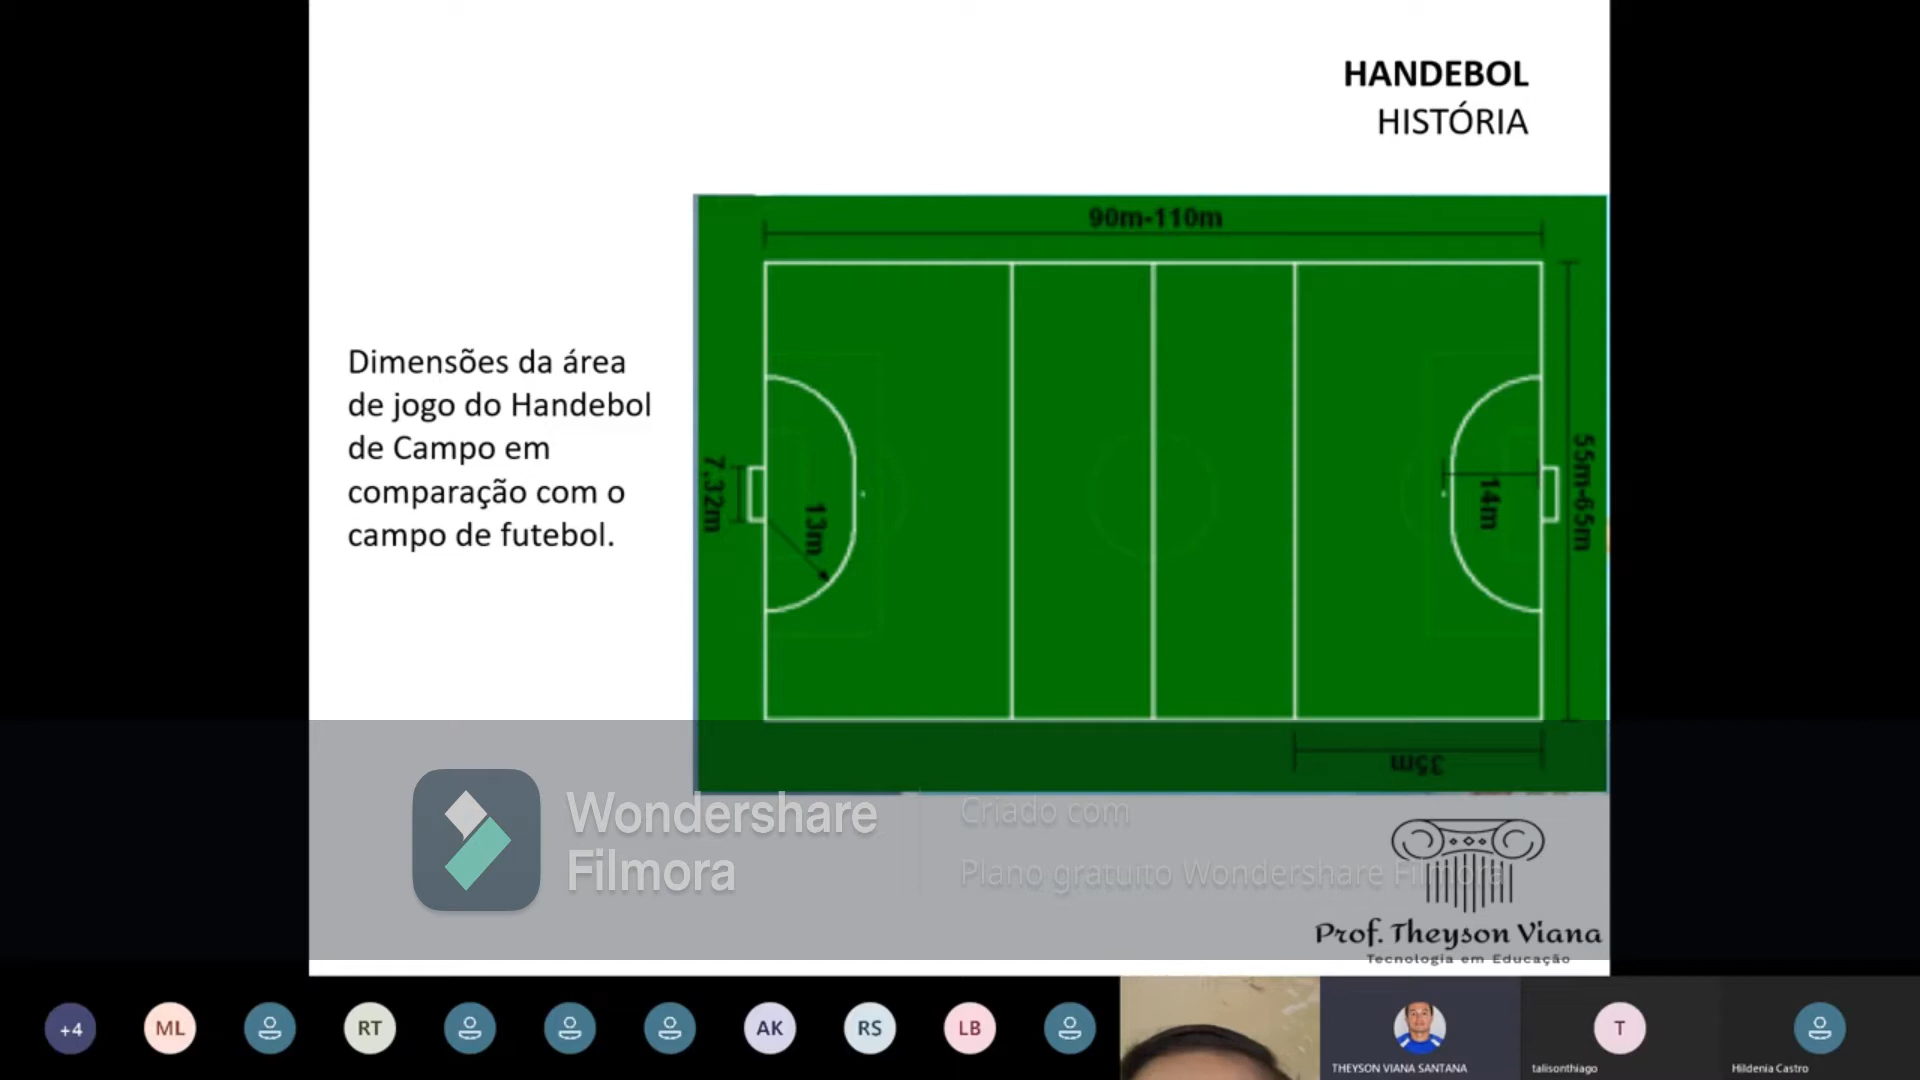 HANDEBOL
HISTÓRIA
90m-110m
Dimensões da área
de jogo do Handebol
de Campo em
comparação com o
campo de futebol.
7.32m
13m
14m
55m-65m
35m
Wondershare
Filmora
Criado com
Plano gratuito Wondershare Filmora
Prof. Theyson Viana
Tecnologia em Educação
+4
ML
RT
AK
RS
LB
THEYSON VIANA SANTANA
T
talisonthiago
Hildenia Castro